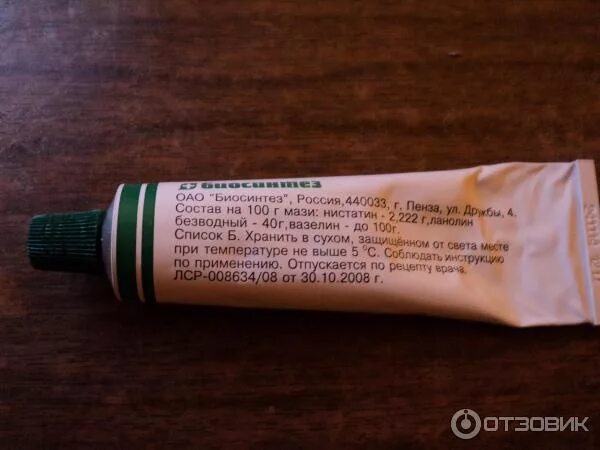 биосинтез
ОАО "Биосинтез", Россия,440033, г. Пенза, ул. Дружбы, 4.
Состав на 100 г мази: нистатин - 2,222 г,ланолин
безводный - 40г,вазелин - до 100г.
Список Б. Хранить в сухом, защищённом от света месте
при температуре не выше 5 °С. Соблюдать инструкцию
по применению. Отпускается по рецепту врача.
ЛСР-008634/08 от 30.10.2008 г.
ОТЗОВИК